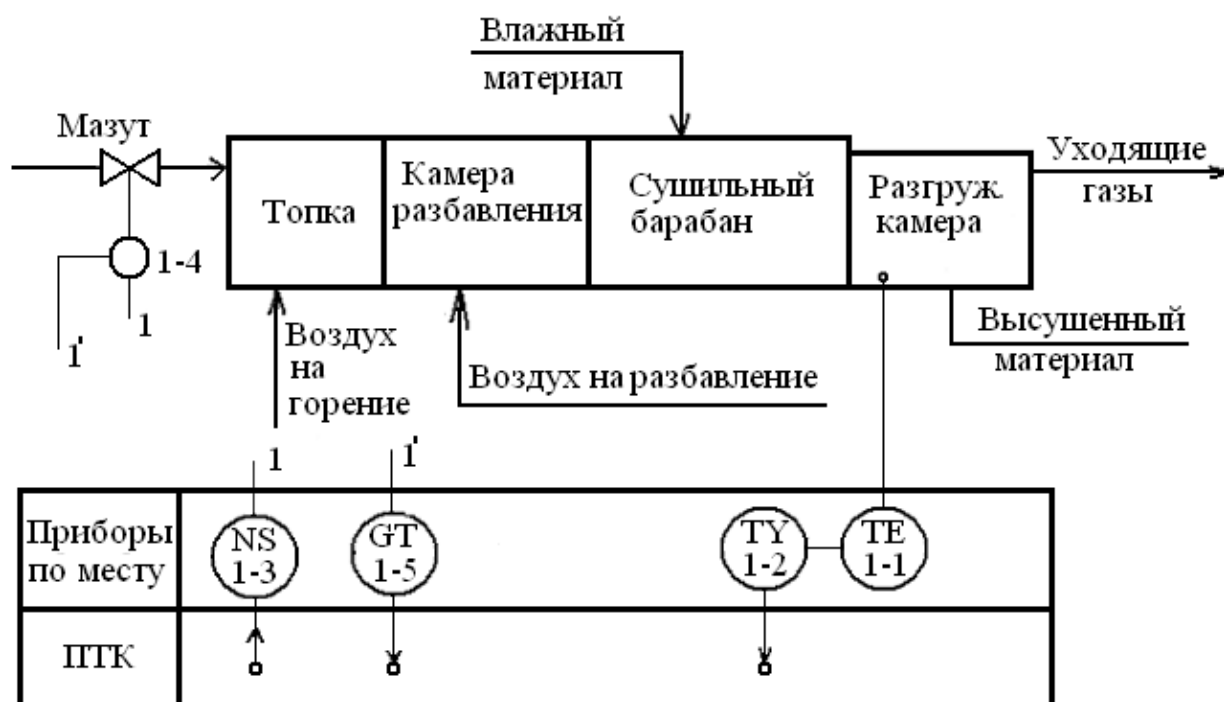 Влажный
материал
Мазут
Топка
Камера
разбавления
Сушильный
барабан
Разгруж.
камера
Уходящие
газы
1-4
1
1'
Воздух
на
горение
Воздух на разбавление
Высушенный
материал
1
1'
Приборы
по месту
NS
1-3
GT
1-5
TY
1-2
TE
1-1
ПТК